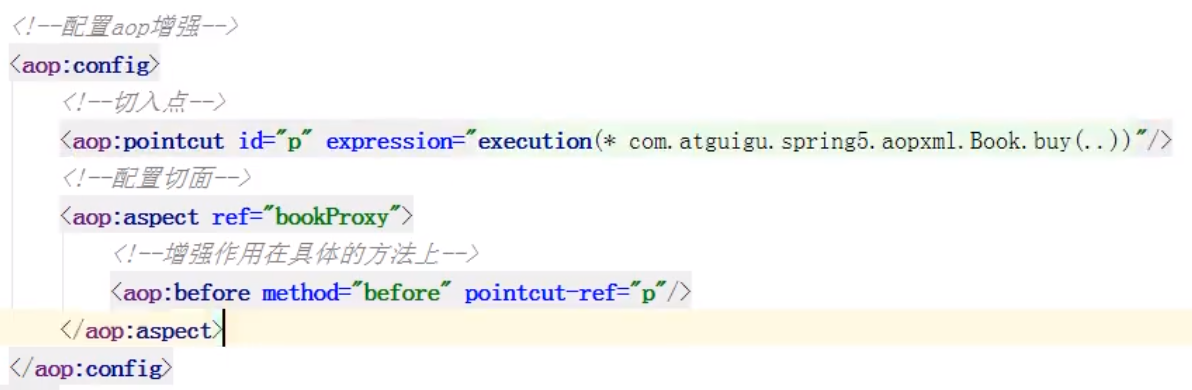 <!--配置aop增强-->
<aop:config>
<!--切入点-->
<aop:pointcut id="p" expression="execution(* com.atguigu.spring5.aopxml.Book.buy(..))"/>
<!--配置切面-->
<aop:aspect ref="bookProxy">
<!--增强作用在具体的方法上-->
<aop:before method="before" pointcut-ref="p"/>
</aop:aspect>
</aop:config>